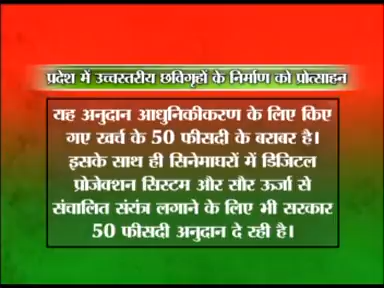 प्रदेश में उच्चस्तरीय छविगृहों के निर्माण को प्रोत्साहन
यह अनुदान आधुनिकीकरण के लिए किए
गए खर्च के 50 फीसदी के बराबर है।
इसके साथ ही सिनेमाघरों में डिजिटल
प्रोजेक्शन सिस्टम और सौर ऊर्जा से
संचालित संयंत्र लगाने के लिए भी सरकार
50 फीसदी अनुदान दे रही है।